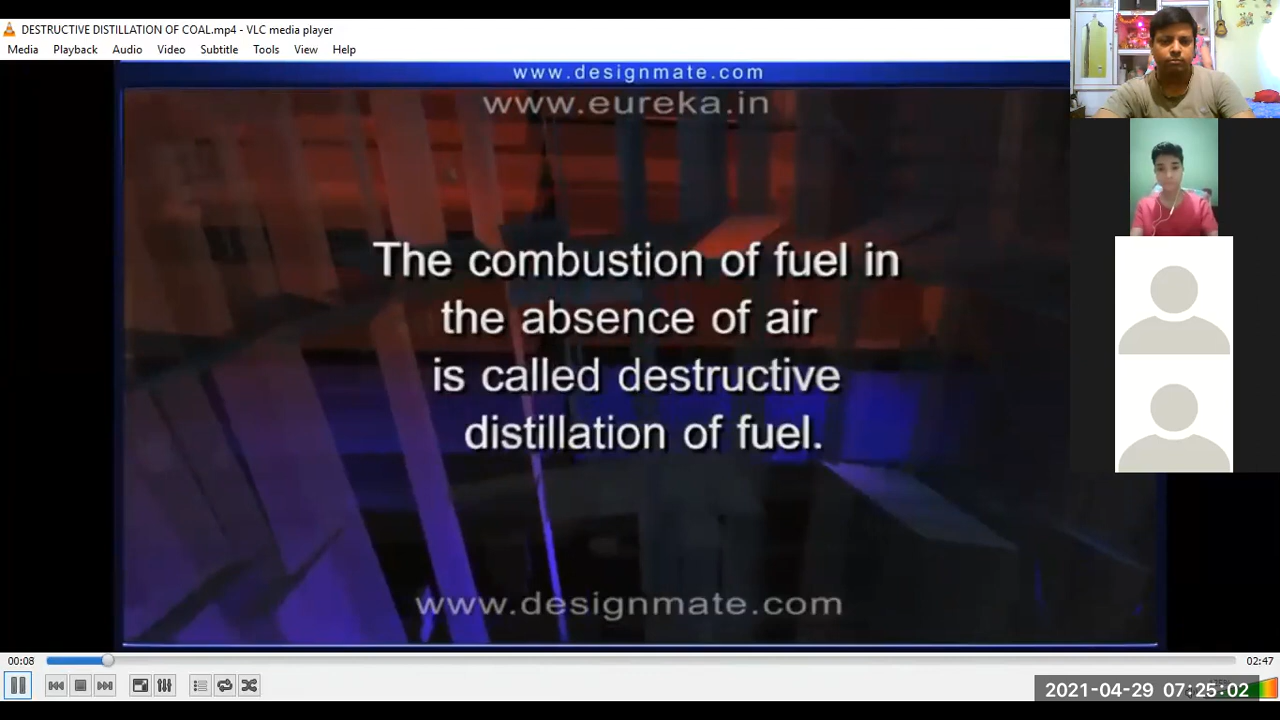 DESTRUCTIVE DISTILLATION OF COAL.mp4 - VLC media player
Media Playback Audio Video Subtitle Tools View Help
www.designmate.com
www.eureka.in
The combustion of fuel in
the absence of air
is called destructive
distillation of fuel.
www.designmate.com
00:08
02:47
2021-04-29 07:25:02